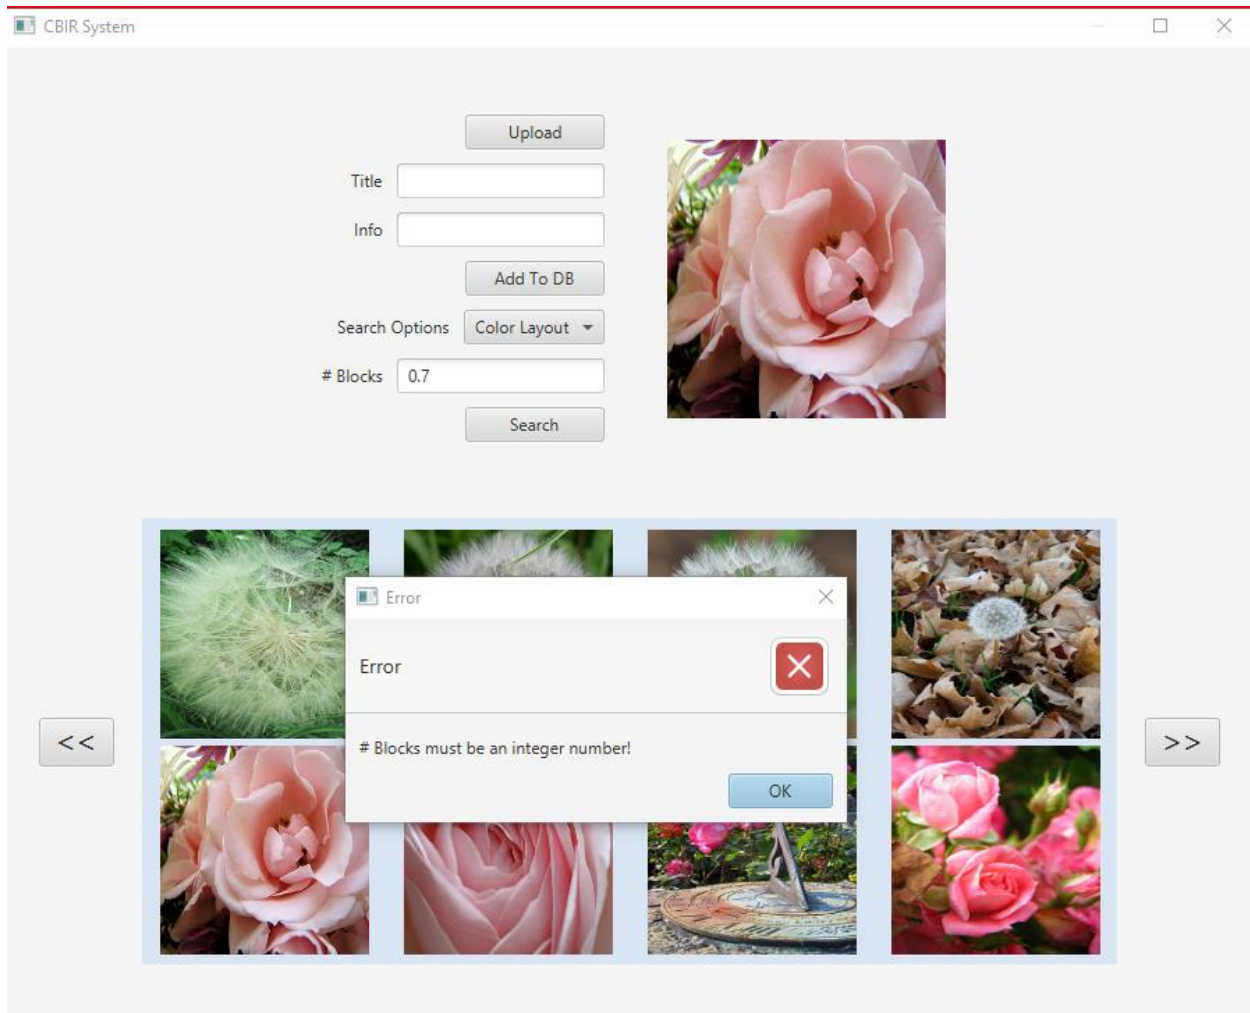 CBIR System
Upload
Title
Info
Add To DB
Search Options Color Layout
# Blocks 0.7
Search
Error
Error
# Blocks must be an integer number!
OK
<< >>